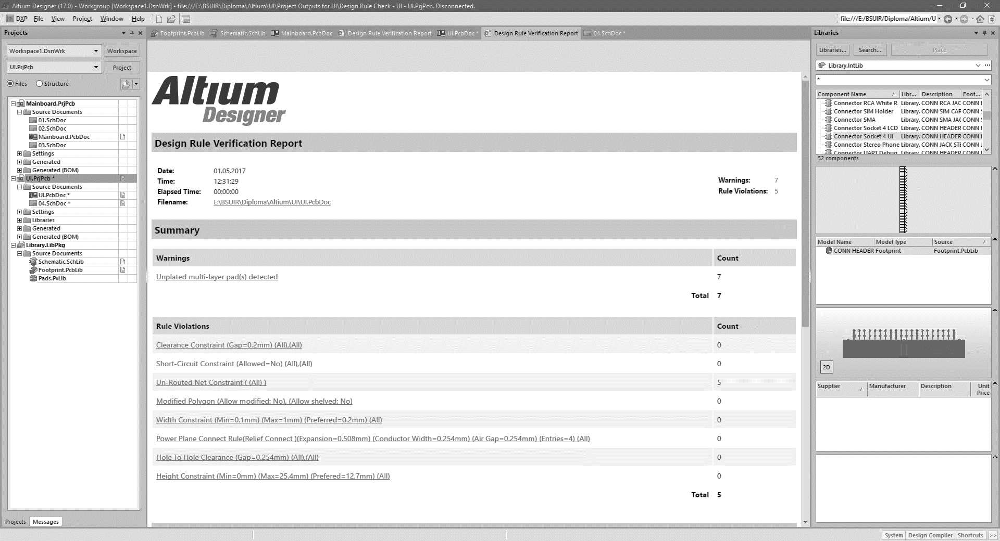 Altium Designer (17.0) - Workgroup [Workspace1.DsnWrk] - file:///E:\BSUIR\Diploma\Altium\UI\Project Outputs for UI\Design Rule Check - UI - UI.PrjPcb. Disconnected.
DXP File View Project Window Help
file:///E:/BSUIR/Diploma/Altium/U
Projects
Workspace1.DsnWrk Workspace
UI.PrjPcb Project
Files Structure
Mainboard.PrjPcb
Source Documents
01.SchDoc
02.SchDoc
Mainboard.PcbDoc
03.SchDoc
Settings
Generated
Generated (BOM)
UI.PrjPcb *
Source Documents
UI.PcbDoc *
04.SchDoc *
Settings
Libraries
Generated
Generated (BOM)
Library.LibPkg
Source Documents
Schematic.SchLib
Footprint.PcbLib
Pads.PvLib
Projects Messages
Footprint.PcbLib Schematic.SchLib Mainboard.PcbDoc Design Rule Verification Report UI.PcbDoc * Design Rule Verification Report 04.SchDoc *
Altium
Designer
Design Rule Verification Report
Date: 01.05.2017
Time: 12:31:29
Elapsed Time: 00:00:00
Filename: E:\BSUIR\Diploma\Altium\UI\UI.PcbDoc
Warnings: 7
Rule Violations: 5
Summary
Warnings Count
Unplated multi-layer pad(s) detected 7
Total 7
Rule Violations Count
Clearance Constraint (Gap=0.2mm) (All),(All) 0
Short-Circuit Constraint (Allowed=No) (All),(All) 0
Un-Routed Net Constraint ( (All) ) 5
Modified Polygon (Allow modified: No), (Allow shelved: No) 0
Width Constraint (Min=0.1mm) (Max=1mm) (Preferred=0.2mm) (All) 0
Power Plane Connect Rule(Relief Connect )(Expansion=0.508mm) (Conductor Width=0.254mm) (Air Gap=0.254mm) (Entries=4) (All) 0
Hole To Hole Clearance (Gap=0.254mm) (All),(All) 0
Height Constraint (Min=0mm) (Max=25.4mm) (Prefered=12.7mm) (All) 0
Total 5
Libraries
Libraries... Search... Place
Library.IntLib ...
*
Component Name Libr... Description Foot...
Connector RCA White R Library. CONN RCA JAC CONN
Connector SIM Holder Library. CONN SIM CAR CONN
Connector SMA Library. CONN SMA JAC CONN
Connector Socket 4 LCD Library. CONN HEADER CONN
Connector Socket 4 UI Library. CONN HEADER CONN
Connector Stereo Phone Library. CONN JACK STE CONN
Connector UART Debug Library. CONN HEADER CONN
52 components
Model Name Model Type Source
CONN HEADER Footprint Footprint.PcbLib
2D
Supplier Manufacturer Description Unit Price
System Design Compiler Shortcuts >>